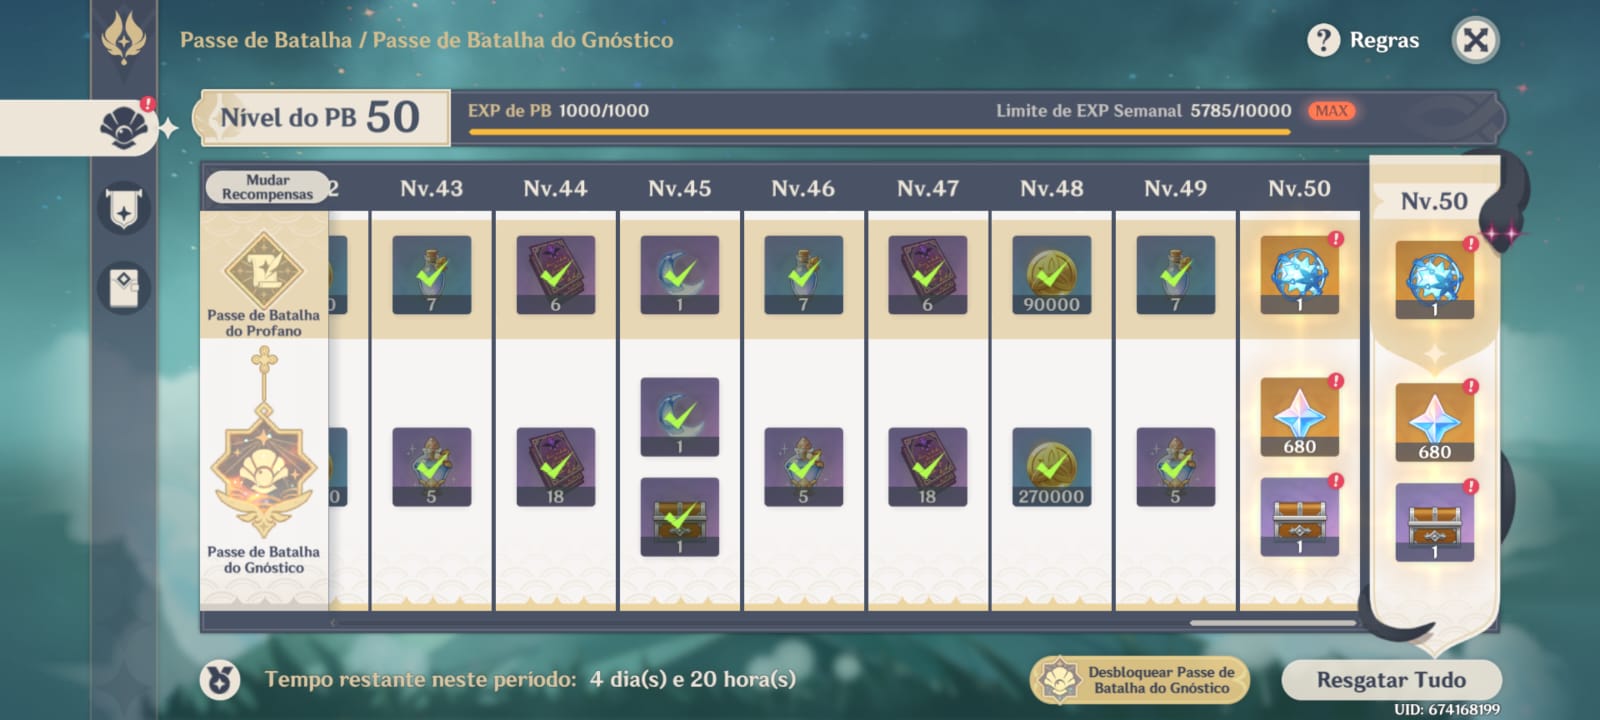 Passe de Batalha / Passe de Batalha do Gnóstico
? Regras
Nível do PB 50
EXP de PB 1000/1000
Limite de EXP Semanal 5785/10000 MAX
Mudar
Recompensas
2 Nv.43 Nv.44 Nv.45 Nv.46 Nv.47 Nv.48 Nv.49 Nv.50 Nv.50
0 7 6 1 7 6 90000 7 1 1
Passe de Batalha
do Profano
1 680 680
0 5 18 5 18 270000 5
1 1 1
Passe de Batalha
do Gnóstico
Tempo restante neste período: 4 dia(s) e 20 hora(s)
Desbloquear Passe de
Batalha do Gnóstico
Resgatar Tudo
UID: 674168199